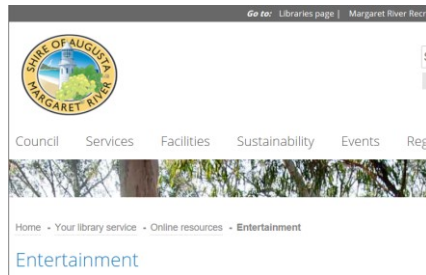 Go to: Libraries page | Margaret River Recr
SHIRE OF AUGUSTA
MARGARET RIVER
S
Council Services Facilities Sustainability Events Reg
Home - Your library service - Online resources - Entertainment
Entertainment